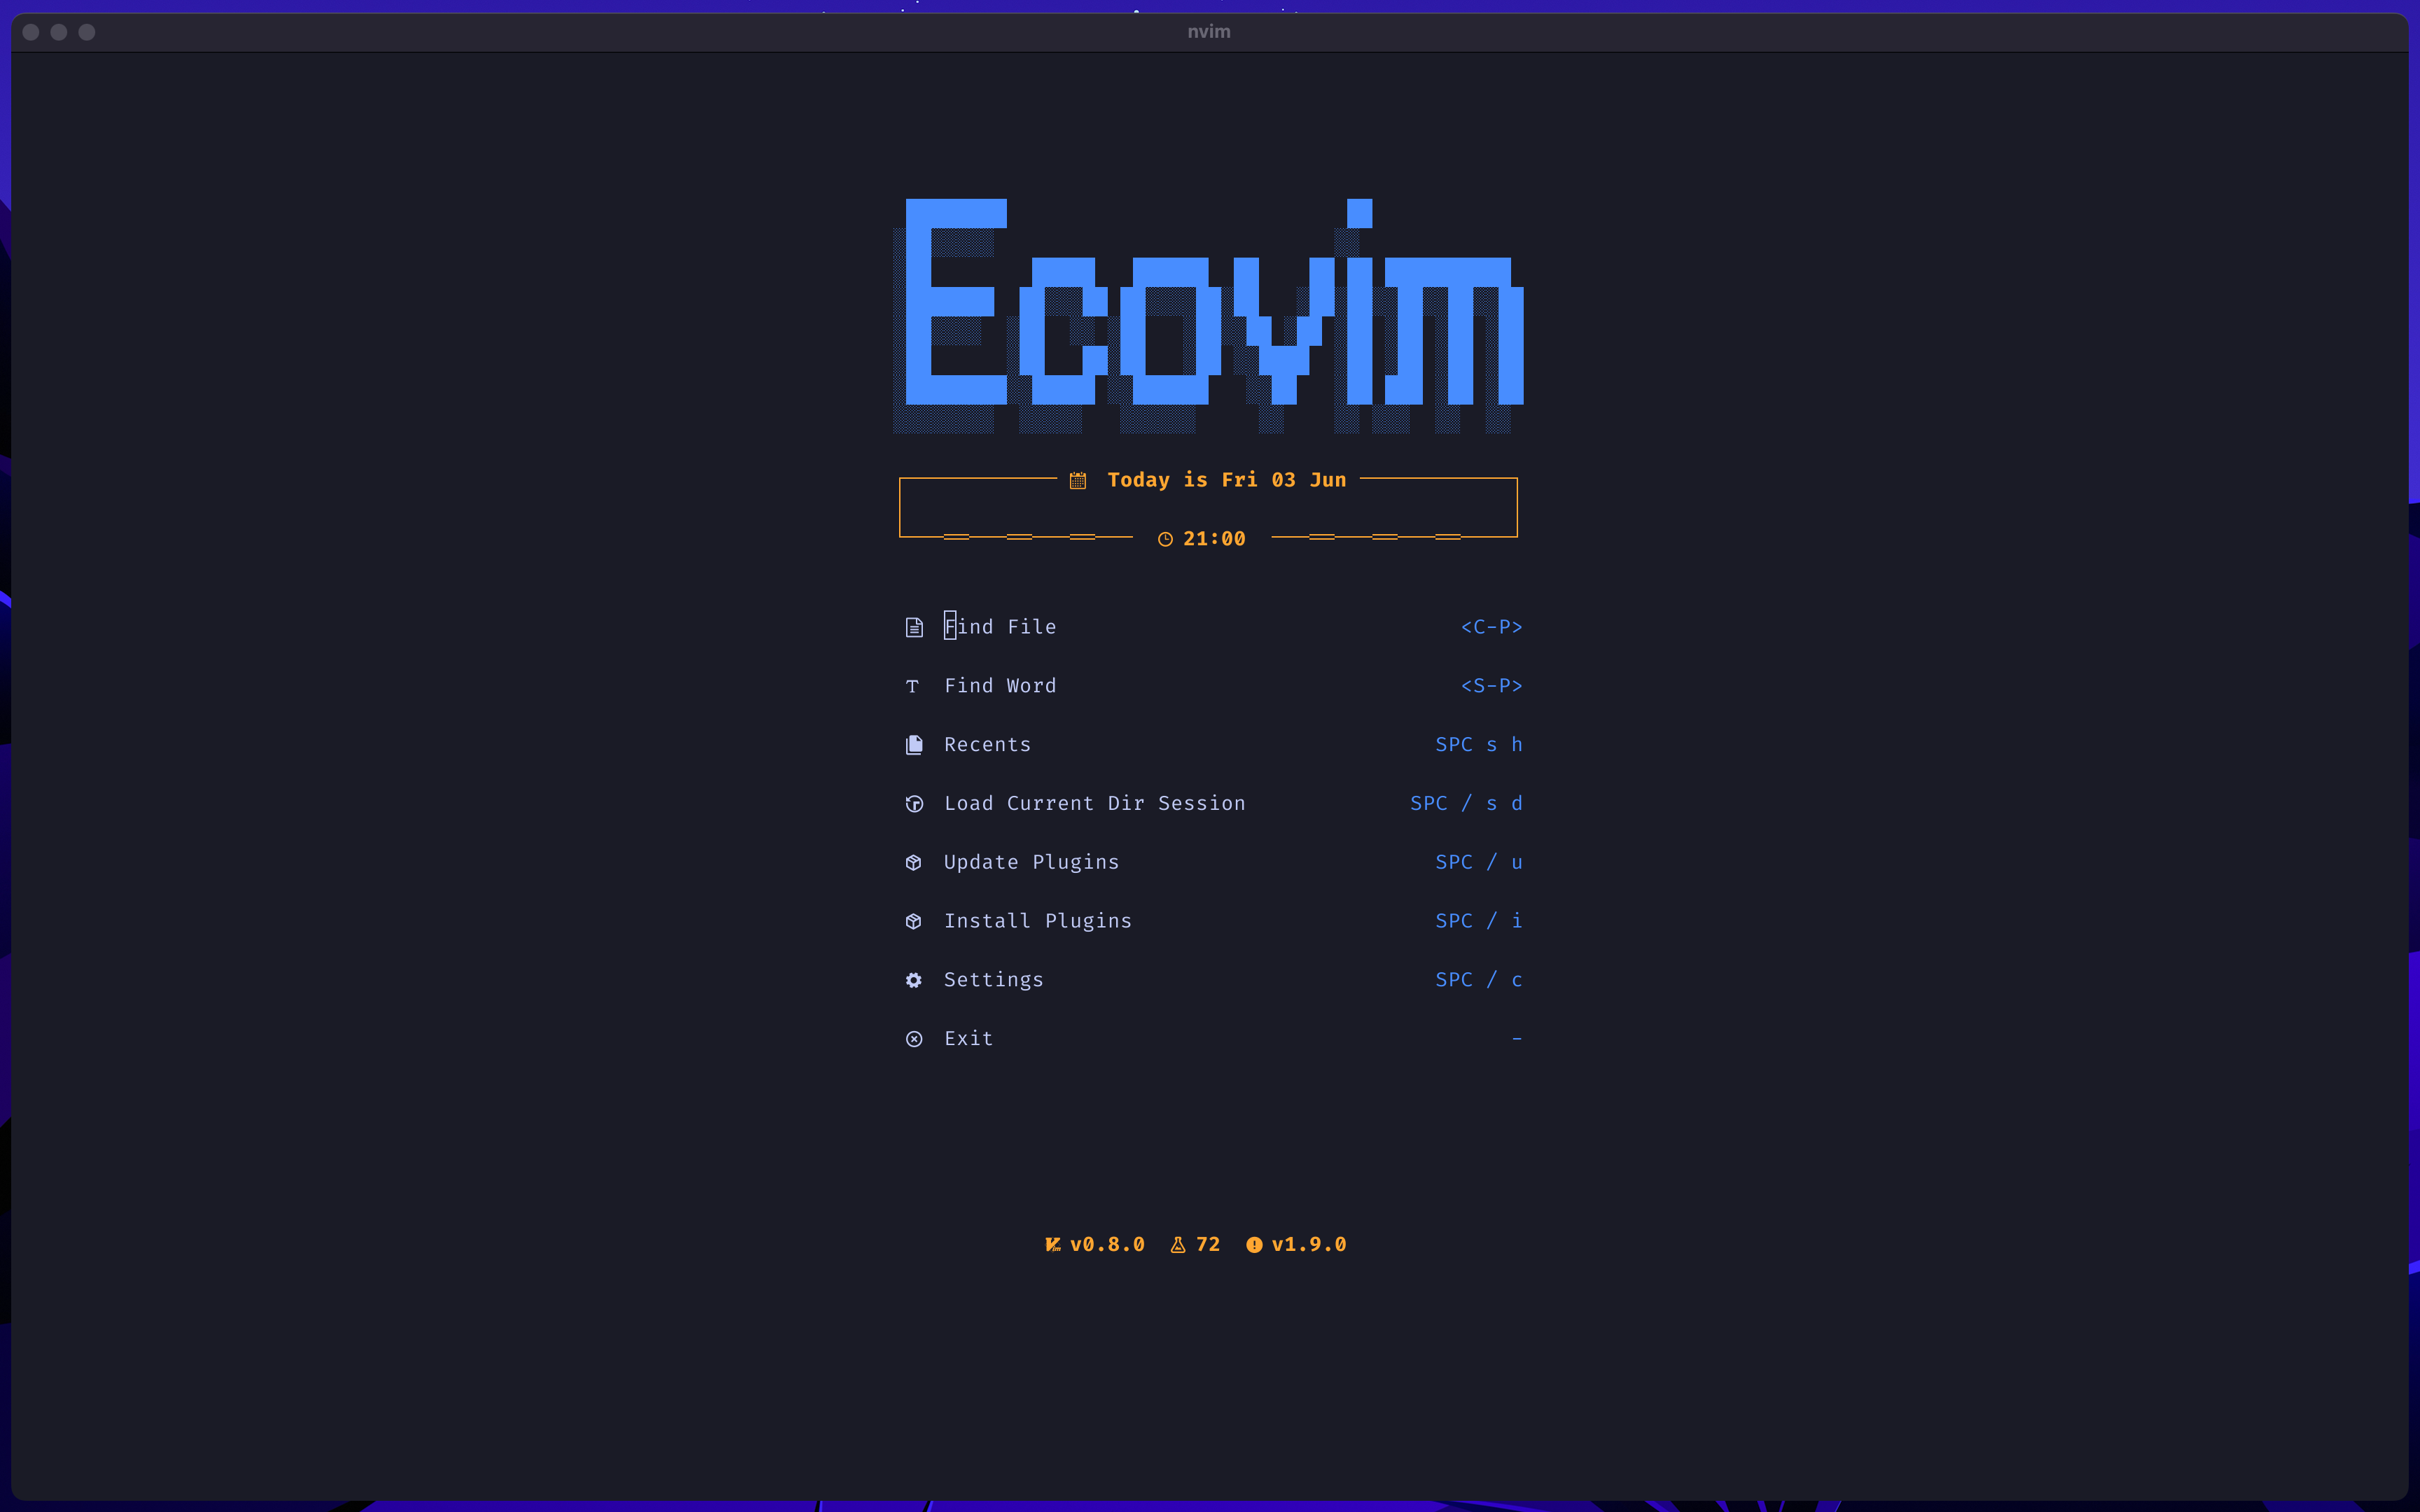 nvim
Ecovim
Today is Fri 03 Jun
21:00
Find File <C-P>
Find Word <S-P>
Recents SPC s h
Load Current Dir Session SPC / s d
Update Plugins SPC / u
Install Plugins SPC / i
Settings SPC / c
Exit -
v0.8.0 72 v1.9.0